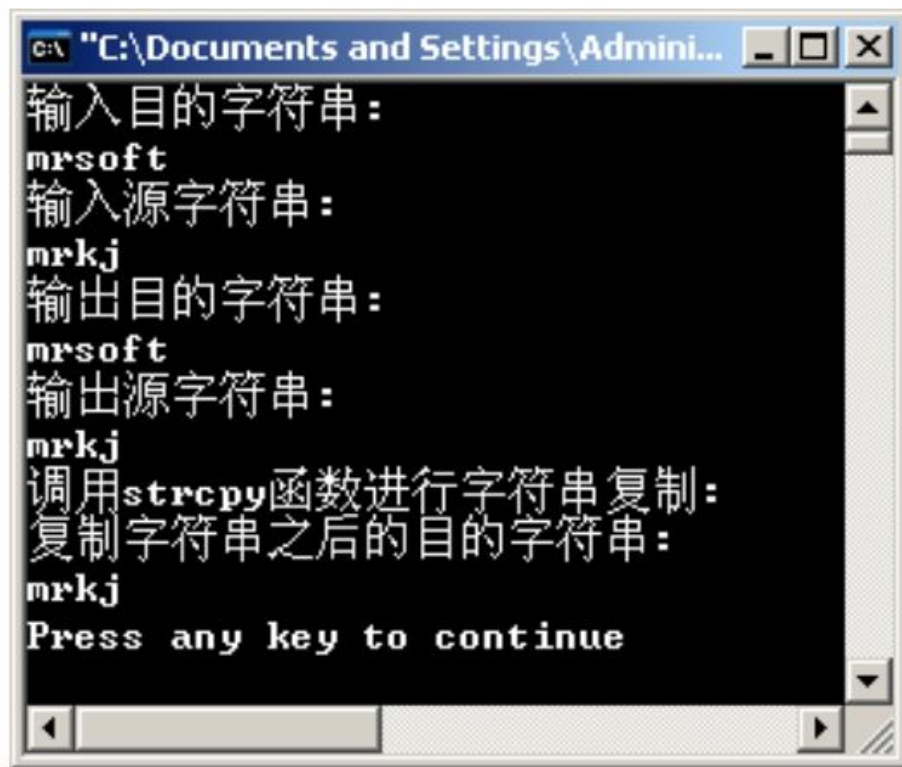 "C:\Documents and Settings\Admini...
输入目的字符串:
mrsoft
输入源字符串:
mrkj
输出目的字符串:
mrsoft
输出源字符串:
mrkj
调用strcpy函数进行字符串复制:
复制字符串之后的目的字符串:
mrkj
Press any key to continue